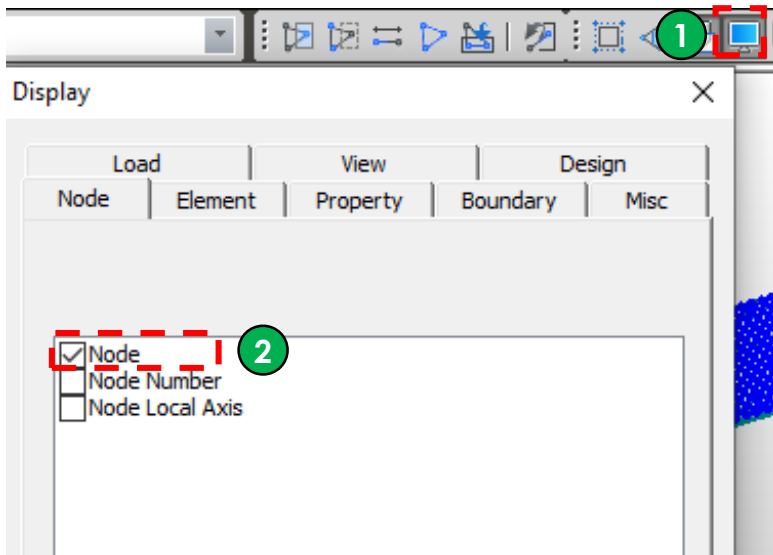 1
Display
Load View Design
Node Element Property Boundary Misc
Node 2
Node Number
Node Local Axis